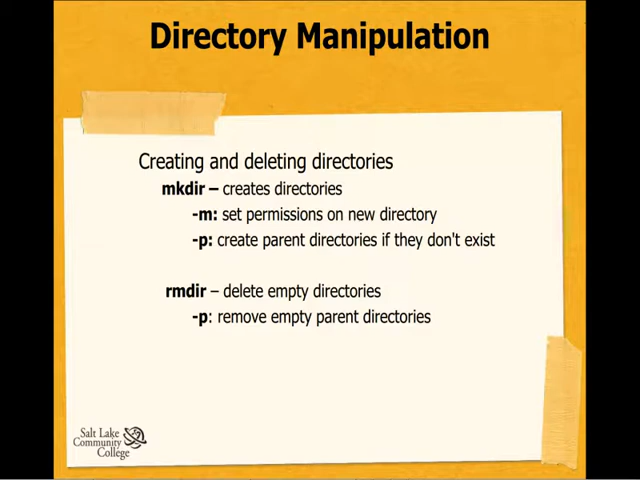 Directory Manipulation
Creating and deleting directories
mkdir – creates directories
-m: set permissions on new directory
-p: create parent directories if they don't exist
rmdir – delete empty directories
-p: remove empty parent directories
Salt Lake
Community
College